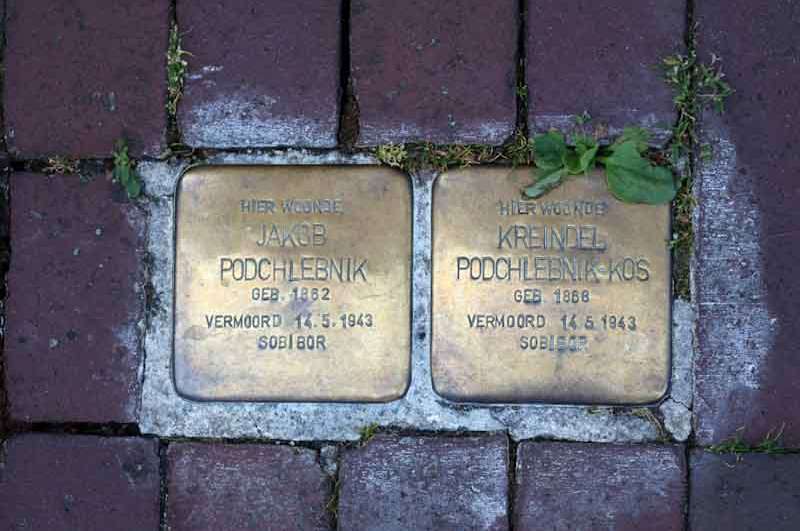 HIER WOONDE
JAKOB
PODCHLEBNIK
GEB. 1862
VERMOORD 14.5.1943
SOBIBOR
HIER WOONDE
KREINDEL
PODCHLEBNIK-KOS
GEB. 1868
VERMOORD 14.5.1943
SOBIBOR